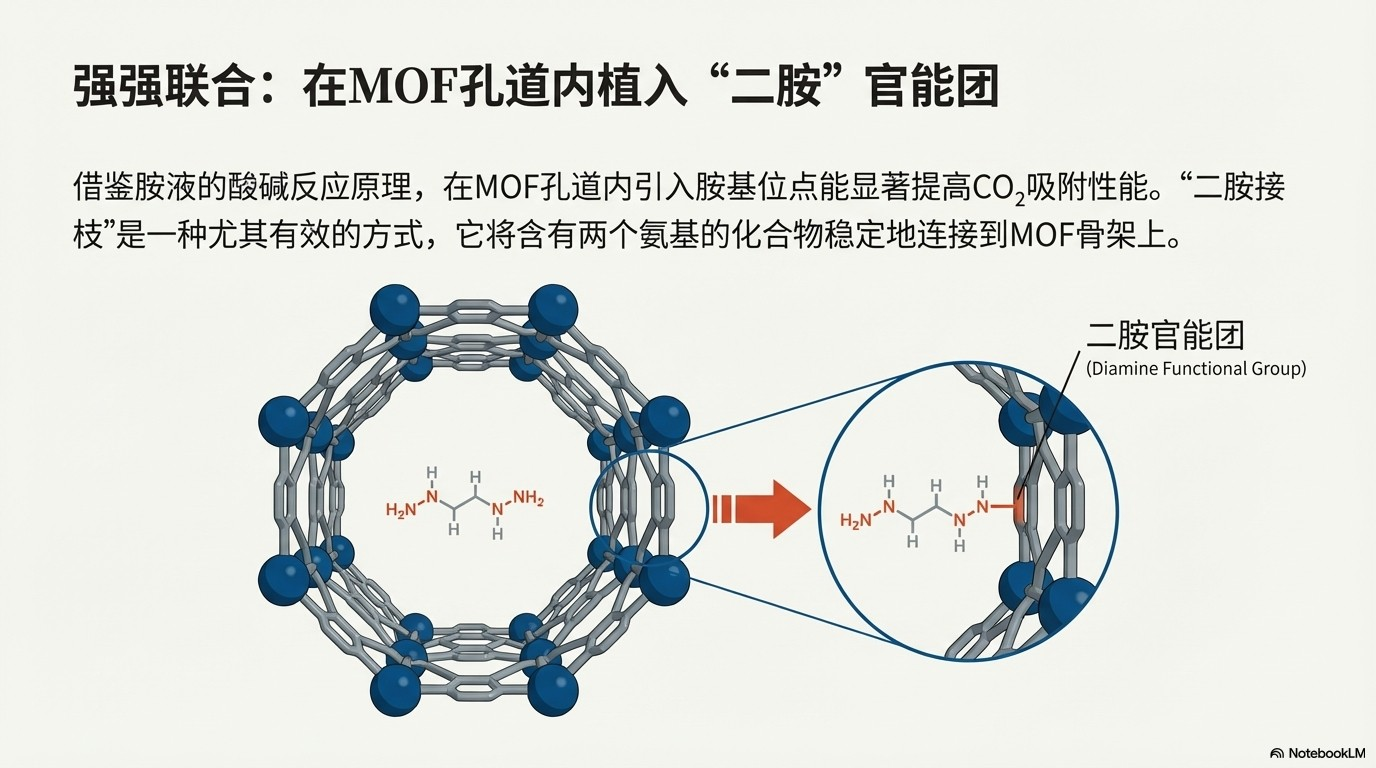 强强联合：在MOF孔道内植入“二胺”官能团
借鉴胺液的酸碱反应原理，在MOF孔道内引入胺基位点能显著提高CO₂吸附性能。“二胺接
枝”是一种尤其有效的方式，它将含有两个氨基的化合物稳定地连接到MOF骨架上。
二胺官能团
(Diamine Functional Group)
H
H
H₂N
N
NH₂
N
H
H
H
H
H
H₂N
N
N
N
H
H
NotebookLM